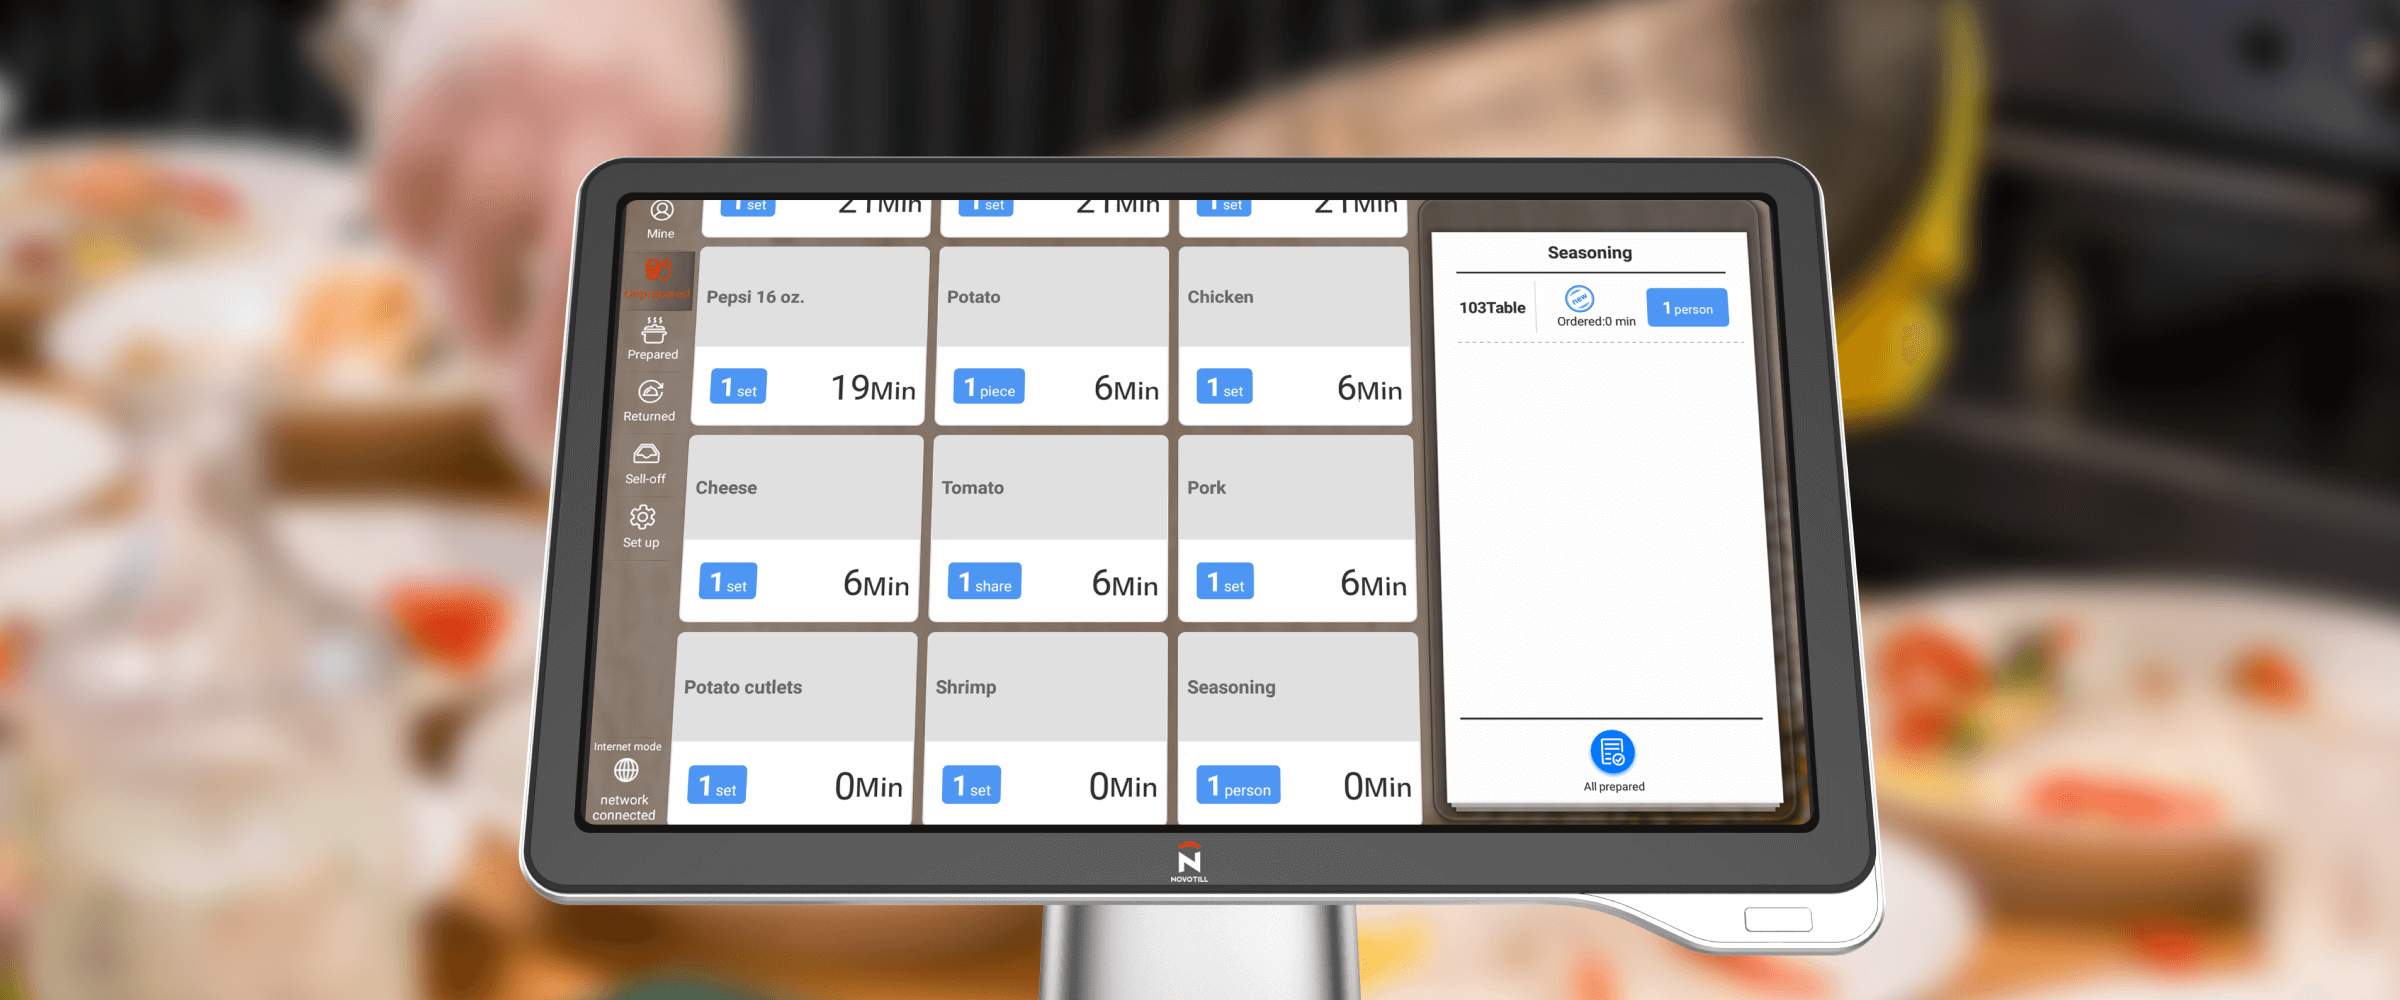 Mine
Unprepared
Prepared
Returned
Sell-off
Set up
Internet mode
network
connected
1 set 21Min
1 set 21Min
1 set 21Min
Pepsi 16 oz.
1 set 19Min
Potato
1 piece 6Min
Chicken
1 set 6Min
Cheese
1 set 6Min
Tomato
1 share 6Min
Pork
1 set 6Min
Potato cutlets
1 set 0Min
Shrimp
1 set 0Min
Seasoning
1 person 0Min
Seasoning
103Table
new
Ordered:0 min
1 person
All prepared
N
NOVOTILL